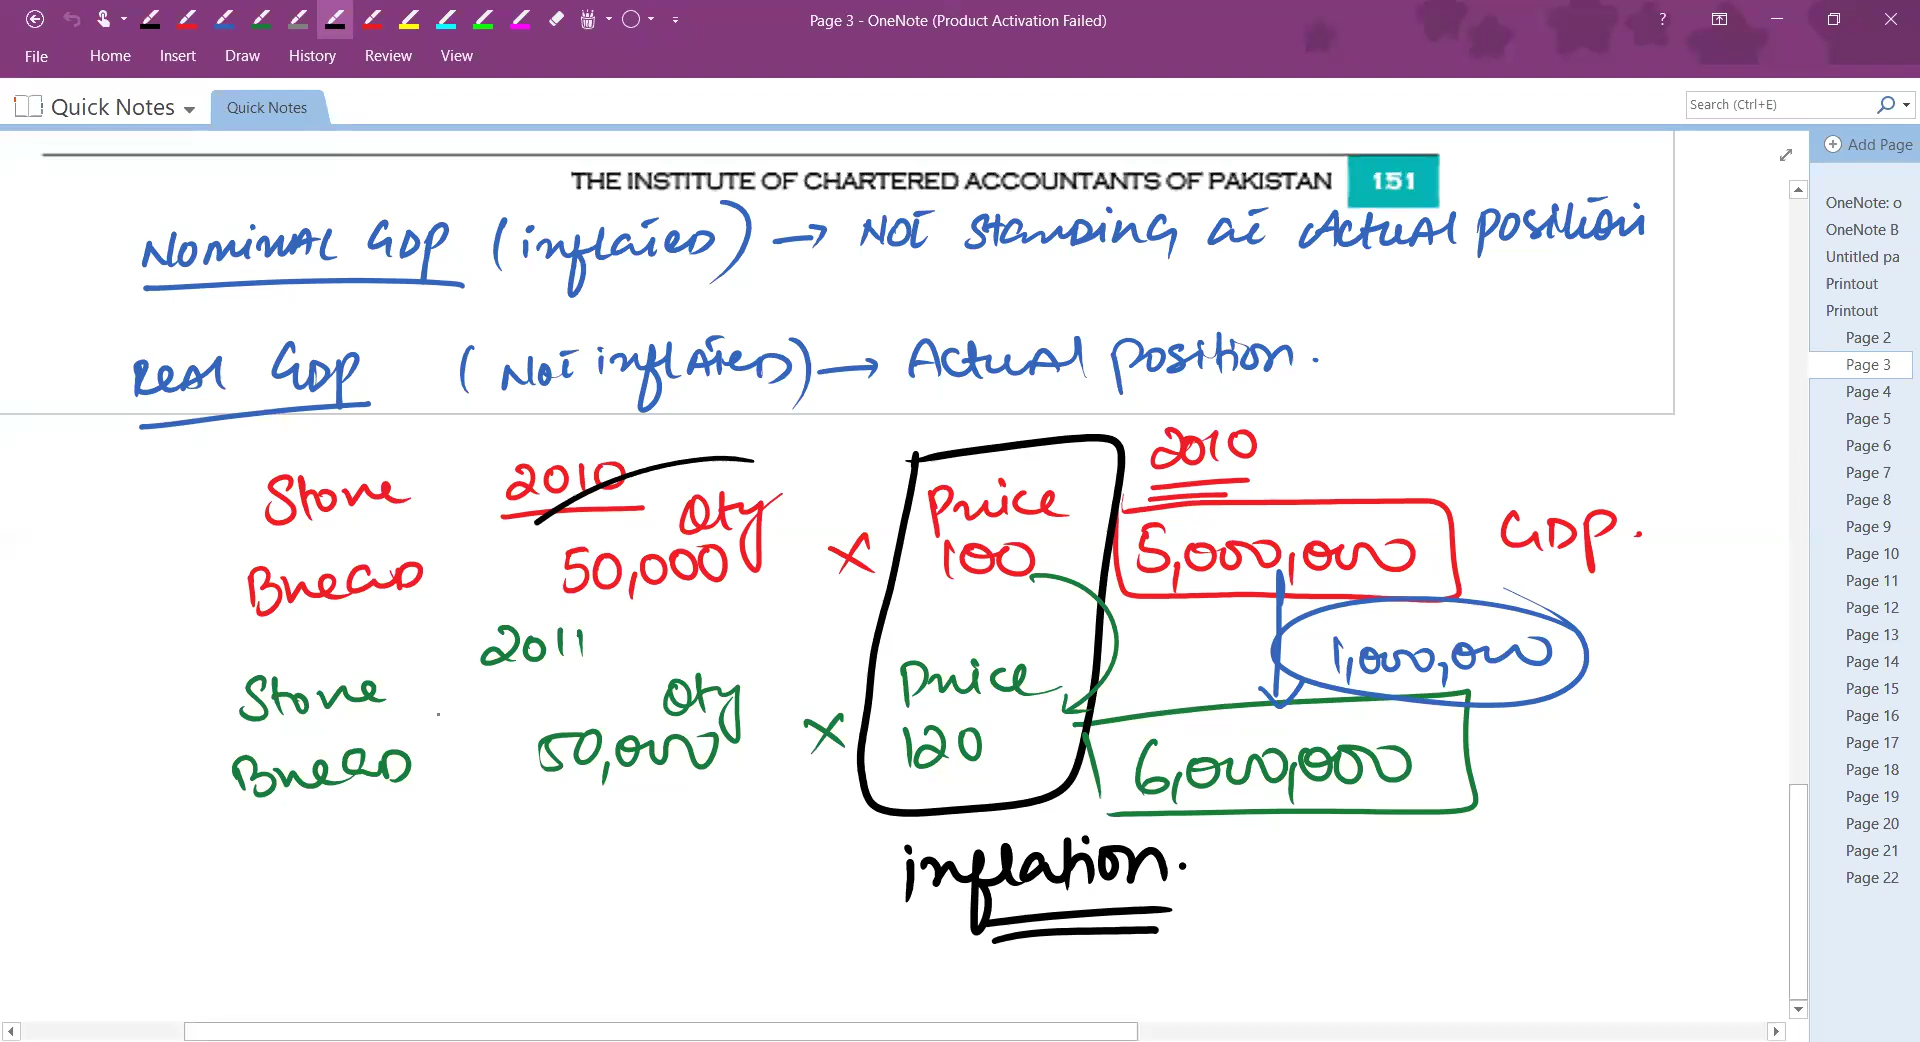 Page 3 - OneNote (Product Activation Failed)
?
File Home Insert Draw History Review View
Quick Notes
Quick Notes
Search (Ctrl+E)
Add Page
THE INSTITUTE OF CHARTERED ACCOUNTANTS OF PAKISTAN 151
Nominal GDP (inflated) → Not standing at Actual position
Real GDP (Not inflated) → Actual position.
Store 2010 Qty Price 2010
Bread 50,000 × 100 5,000,000 GDP.
2011 1,000,000
Store Qty Price
Bread 50,000 × 120 6,000,000
inflation.
OneNote: o
OneNote B
Untitled pa
Printout
Printout
Page 2
Page 3
Page 4
Page 5
Page 6
Page 7
Page 8
Page 9
Page 10
Page 11
Page 12
Page 13
Page 14
Page 15
Page 16
Page 17
Page 18
Page 19
Page 20
Page 21
Page 22